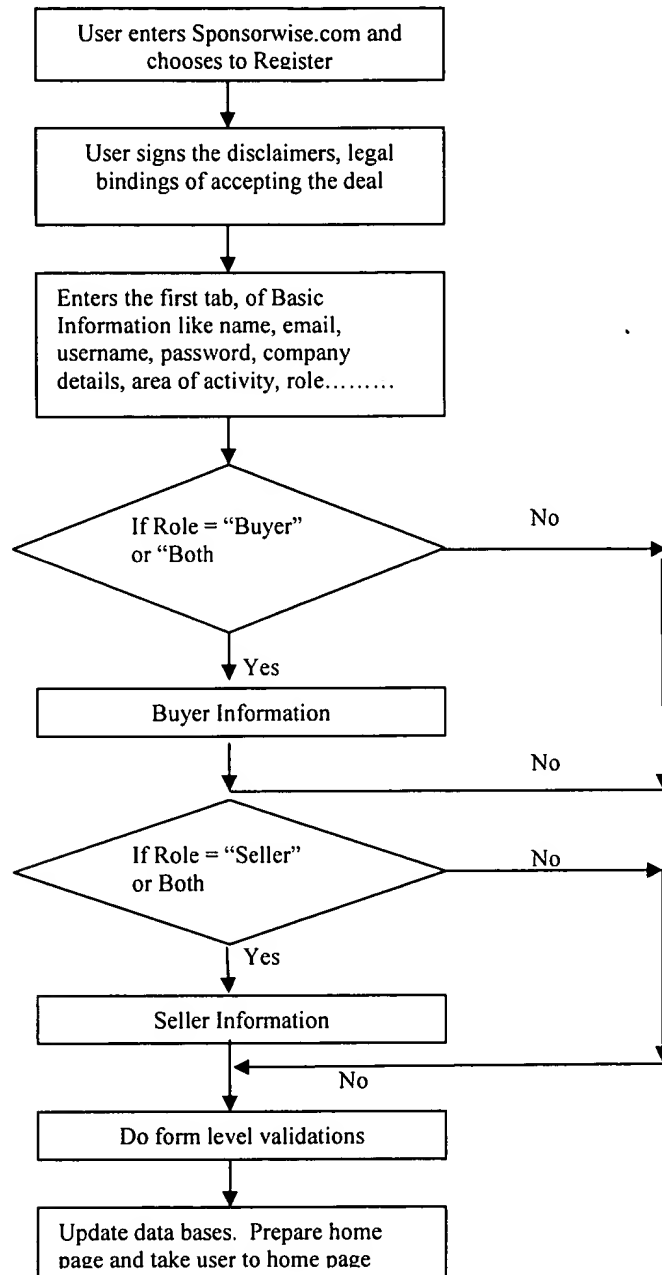 User enters Sponsorwise.com and
chooses to Register
User signs the disclaimers, legal
bindings of accepting the deal
Enters the first tab, of Basic
Information like name, email,
username, password, company
details, area of activity, role.........
If Role = “Buyer”
or “Both
No
Yes
Buyer Information
No
If Role = “Seller”
or Both
No
Yes
Seller Information
No
Do form level validations
Update data bases. Prepare home
page and take user to home page